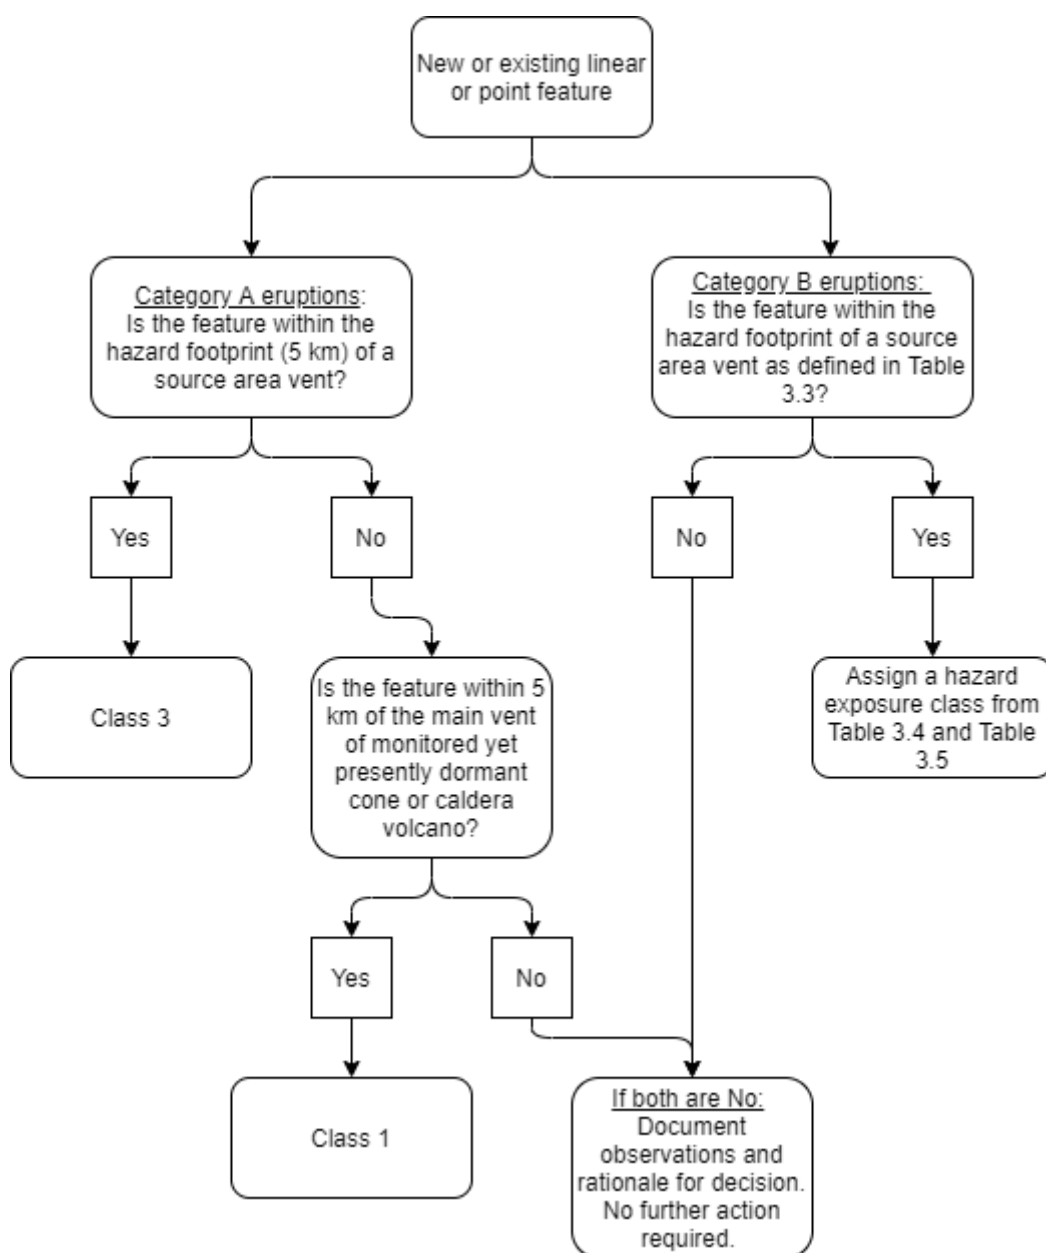 New or existing linear
or point feature
Category A eruptions:
Is the feature within the
hazard footprint (5 km) of a
source area vent?
Category B eruptions:
Is the feature within the
hazard footprint of a source
area vent as defined in Table
3.3?
Yes
No
No
Yes
Class 3
Is the feature within 5
km of the main vent
of monitored yet
presently dormant
cone or caldera
volcano?
Assign a hazard
exposure class from
Table 3.4 and Table
3.5
Yes
No
Class 1
If both are No:
Document
observations and
rationale for decision.
No further action
required.